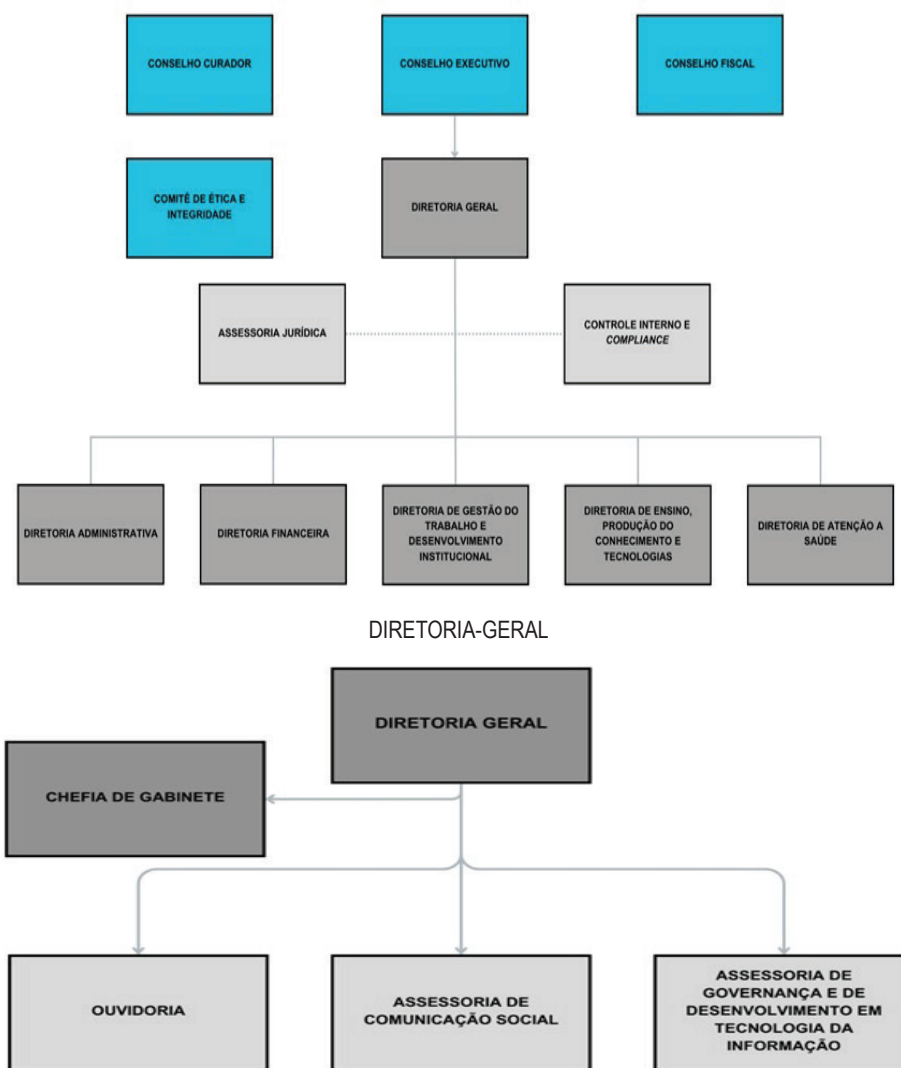 CONSELHO CURADOR
CONSELHO EXECUTIVO
CONSELHO FISCAL
COMITÊ DE ÉTICA E
INTEGRIDADE
DIRETORIA GERAL
ASSESSORIA JURÍDICA
CONTROLE INTERNO E
COMPLIANCE
DIRETORIA ADMINISTRATIVA
DIRETORIA FINANCEIRA
DIRETORIA DE GESTÃO DO
TRABALHO E
DESENVOLVIMENTO
INSTITUCIONAL
DIRETORIA DE ENSINO,
PRODUÇÃO DO
CONHECIMENTO E
TECNOLOGIAS
DIRETORIA DE ATENÇÃO A
SAÚDE
DIRETORIA-GERAL
DIRETORIA GERAL
CHEFIA DE GABINETE
OUVIDORIA
ASSESSORIA DE
COMUNICAÇÃO SOCIAL
ASSESSORIA DE
GOVERNANÇA E DE
DESENVOLVIMENTO EM
TECNOLOGIA DA
INFORMAÇÃO